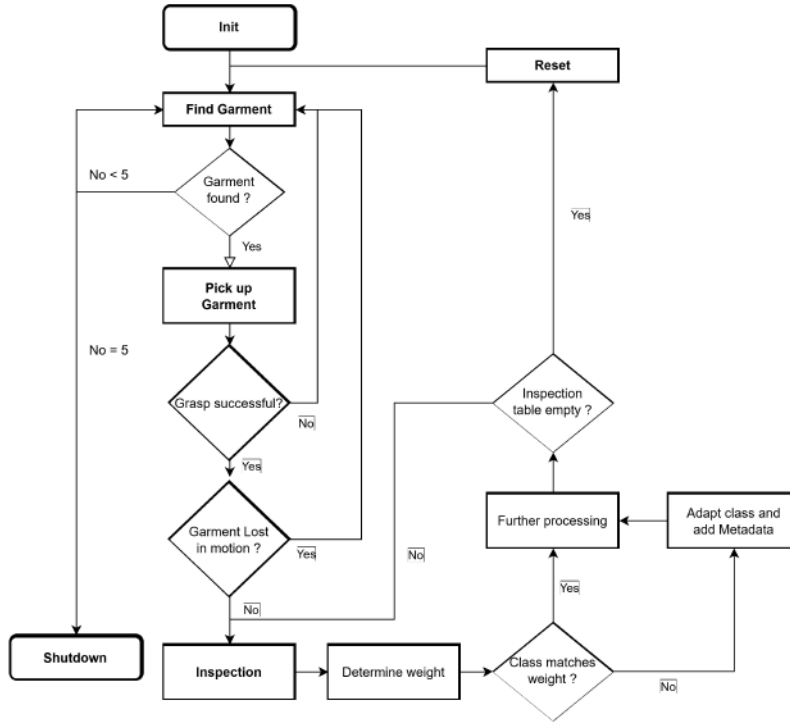 Init
Reset
Find Garment
No < 5
Garment
found ?
Yes
Yes
Pick up
Garment
No = 5
Grasp successful?
No
Inspection
table empty ?
Yes
Garment Lost
in motion ?
Yes
No
Further processing
Adapt class and
add Metadata
No
Yes
Shutdown
Inspection
Determine weight
Class matches
weight ?
No